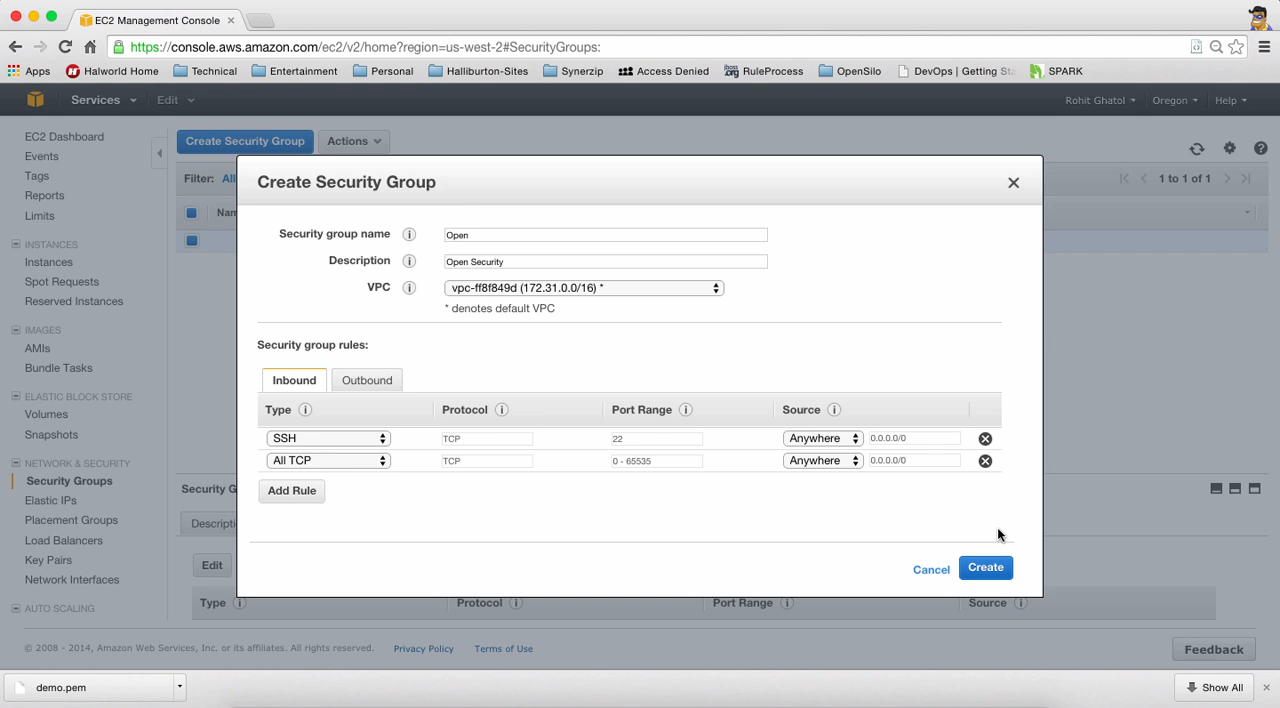 EC2 Management Console
https://console.aws.amazon.com/ec2/v2/home?region=us-west-2#SecurityGroups:
Apps Halworld Home Technical Entertainment Personal Halliburton-Sites Synerzip Access Denied RuleProcess OpenSilo DevOps | Getting Sta SPARK
Services Edit Rohit Ghatol Oregon Help
EC2 Dashboard
Events
Tags
Reports
Limits
INSTANCES
Instances
Spot Requests
Reserved Instances
IMAGES
AMIs
Bundle Tasks
ELASTIC BLOCK STORE
Volumes
Snapshots
NETWORK & SECURITY
Security Groups
Elastic IPs
Placement Groups
Load Balancers
Key Pairs
Network Interfaces
AUTO SCALING
Create Security Group Actions
Filter: All
1 to 1 of 1
Nam
Create Security Group
Security group name Open
Description Open Security
VPC vpc-ff8f849d (172.31.0.0/16) *
* denotes default VPC
Security group rules:
Inbound Outbound
Type Protocol Port Range Source
SSH TCP 22 Anywhere 0.0.0.0/0
All TCP TCP 0 - 65535 Anywhere 0.0.0.0/0
Add Rule
Cancel Create
Security G
Descripti
Edit
Type Protocol Port Range Source
© 2008 - 2014, Amazon Web Services, Inc. or its affiliates. All rights reserved. Privacy Policy Terms of Use Feedback
demo.pem Show All